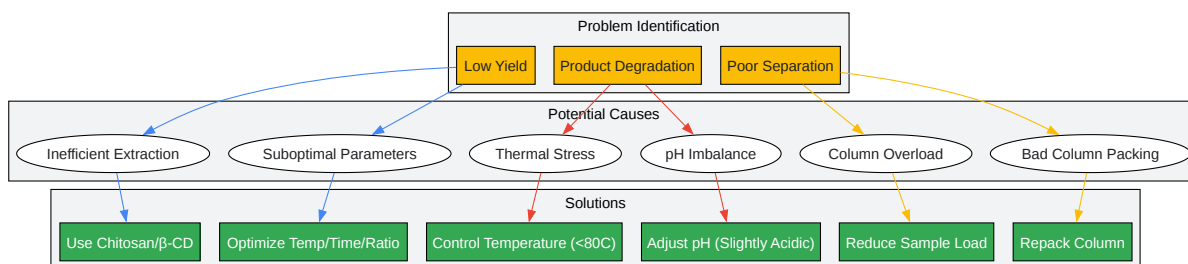 Problem Identification
Low Yield
Product Degradation
Poor Separation
Potential Causes
Inefficient Extraction
Suboptimal Parameters
Thermal Stress
pH Imbalance
Column Overload
Bad Column Packing
Solutions
Use Chitosan/β-CD
Optimize Temp/Time/Ratio
Control Temperature (<80C)
Adjust pH (Slightly Acidic)
Reduce Sample Load
Repack Column